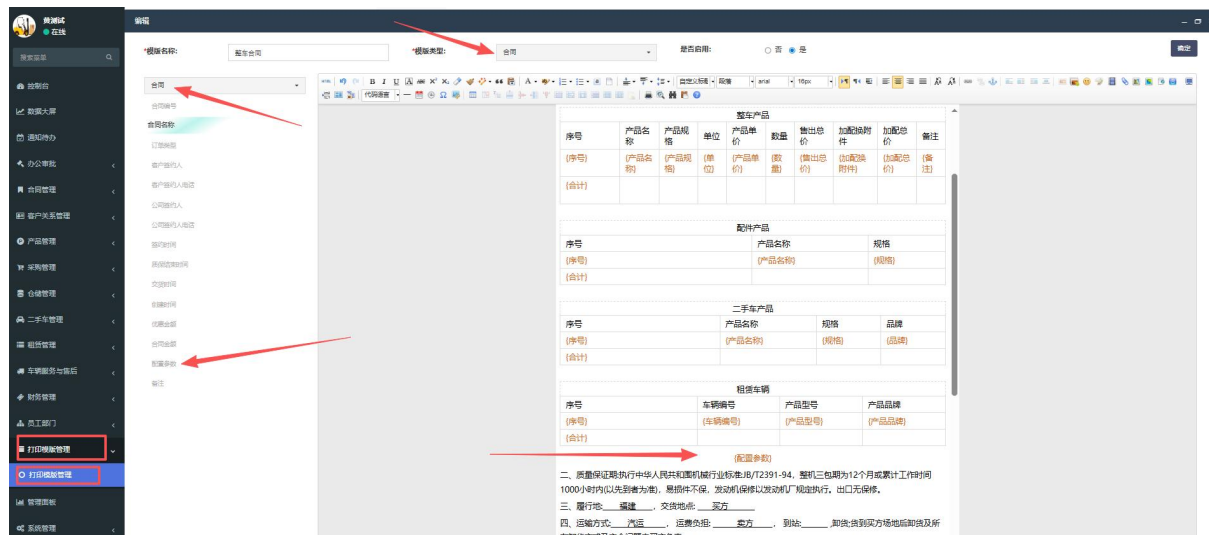 黄测试
在线
搜索菜单
控制台
数据大屏
通知待办
办公审批
合同管理
客户关系管理
产品管理
采购管理
仓储管理
二手车管理
租赁管理
车辆服务与售后
财务管理
员工部门
打印模版管理
打印模版管理
管理面板
系统管理
编辑
*模版名称: 整车合同 *模版类型: 合同 是否启用: 否 是 确定
合同
合同编号
合同名称
订单类型
客户签约人
客户签约人电话
公司签约人
公司签约人电话
签约时间
交货时间
创建时间
优惠金额
合同金额
配置参数
备注
HTML B I U A 自定义标题 段落 arial 16px
代码语言
整车产品
序号 产品名称 产品规格 单位 产品单价 数量 售出总价 加配换附件 加配总价 备注
{序号} {产品名称} {产品规格} {单位} {产品单价} {数量} {售出总价} {加配换附件} {加配总价} {备注}
{合计}
配件产品
序号 产品名称 规格
{序号} {产品名称} {规格}
{合计}
二手车产品
序号 产品名称 规格 品牌
{序号} {产品名称} {规格} {品牌}
{合计}
租赁车辆
序号 车辆编号 产品型号 产品品牌
{序号} {车辆编号} {产品型号} {产品品牌}
{合计}
{配置参数}
二、质量保证期:执行中华人民共和国机械行业标准JB/T2391-94，整机三包期为12个月或累计工作时间
1000小时内(以先到者为准)，易损件不保，发动机保修以发动机厂规定执行。出口无保修。
三、履行地:福建，交货地点:买方
四、运输方式:汽运，运费负担:卖方，到站:,卸货:货到买方场地后卸货及所